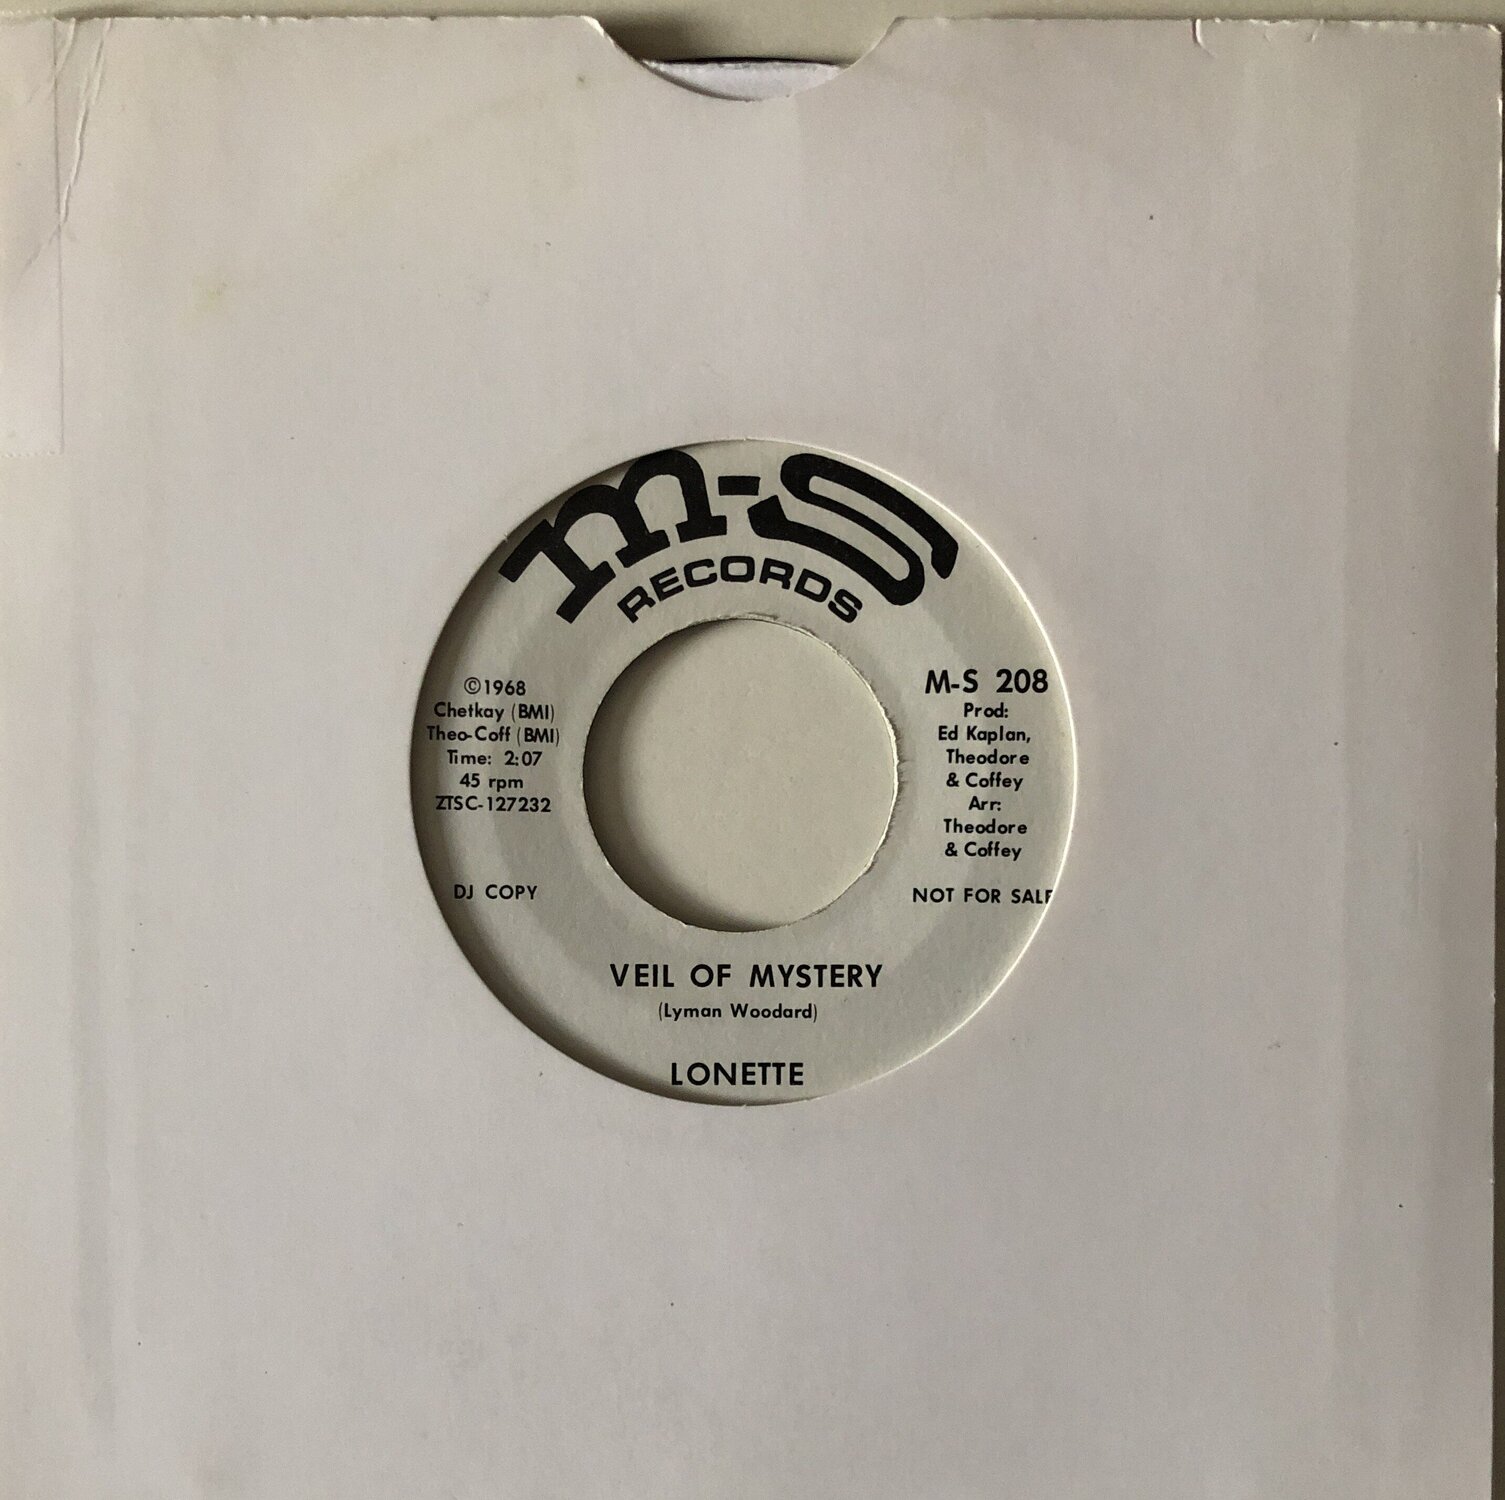 m-s
RECORDS
©1968
Chetkay (BMI)
Theo-Coff (BMI)
Time: 2:07
45 rpm
ZTSC-127232
DJ COPY
M-S 208
Prod:
Ed Kaplan,
Theodore
& Coffey
Arr:
Theodore
& Coffey
NOT FOR SALE
VEIL OF MYSTERY
(Lyman Woodard)
LONETTE